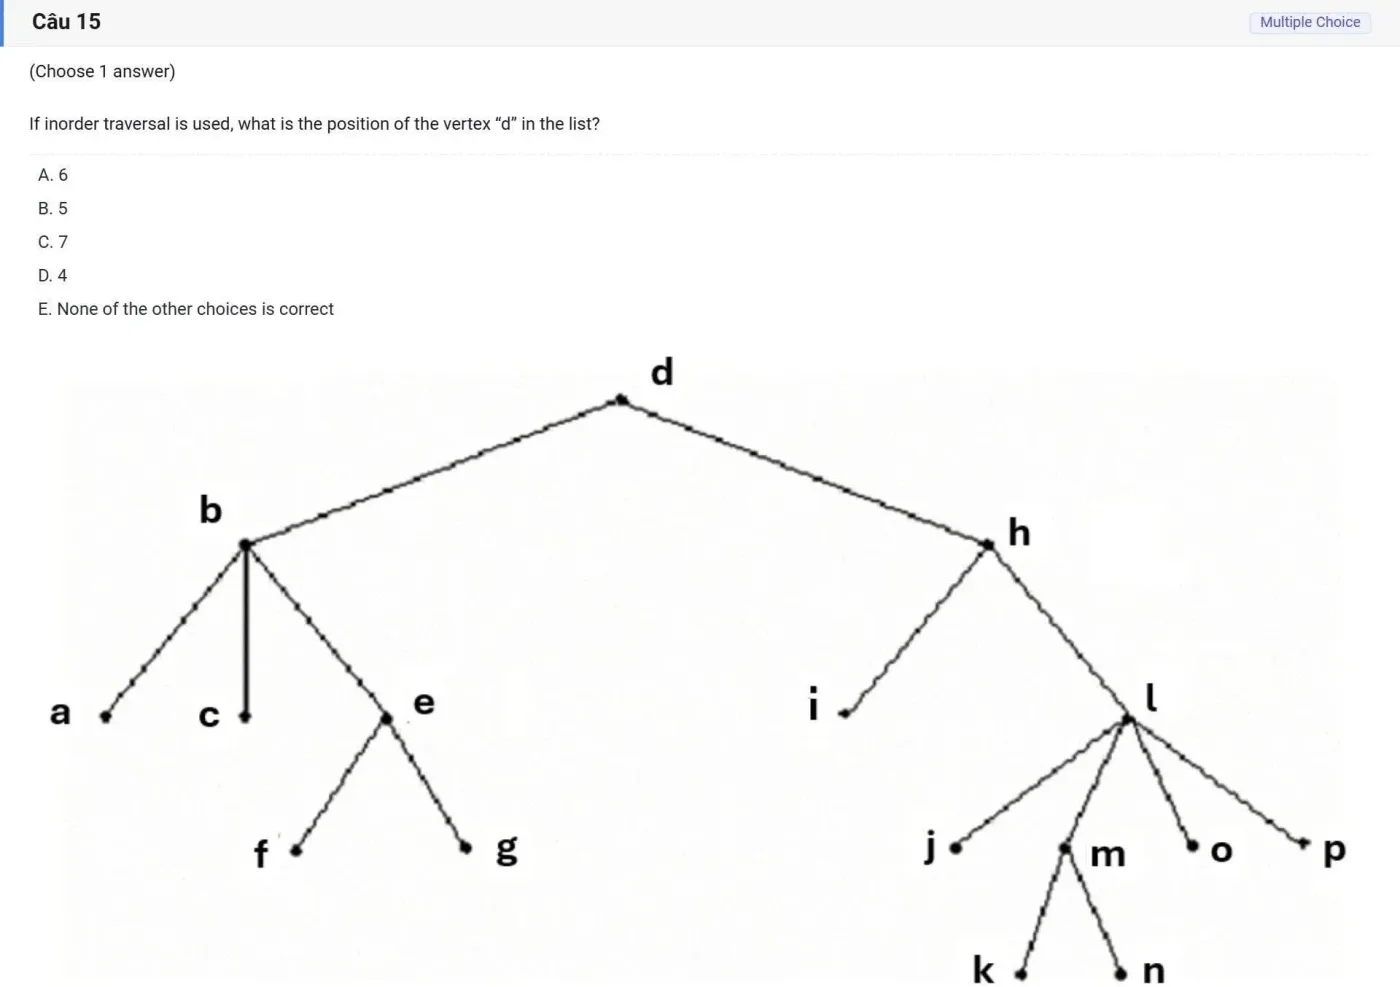 Câu 15
Multiple Choice
(Choose 1 answer)
If inorder traversal is used, what is the position of the vertex “d” in the list?
A. 6
B. 5
C. 7
D. 4
E. None of the other choices is correct
d
b
h
a
c
e
i
l
f
g
j
m
o
p
k
n